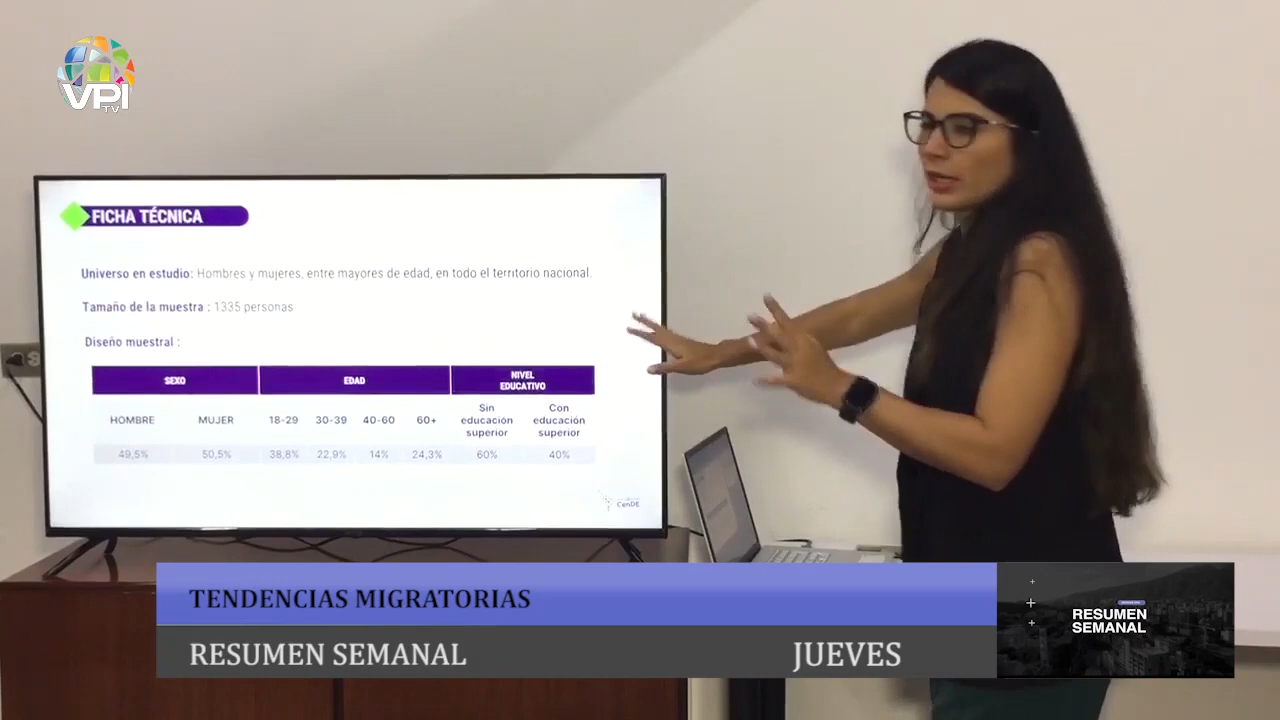 VPI
TV
FICHA TÉCNICA
Universo en estudio: Hombres y mujeres, entre mayores de edad, en todo el territorio nacional.
Tamaño de la muestra : 1335 personas
Diseño muestral :
SEXO EDAD NIVEL EDUCATIVO
HOMBRE MUJER 18-29 30-39 40-60 60+ Sin educación superior Con educación superior
49,5% 50,5% 38,8% 22,9% 14% 24,3% 60% 40%
CenDE
TENDENCIAS MIGRATORIAS
RESUMEN SEMANAL JUEVES
RESUMEN
SEMANAL